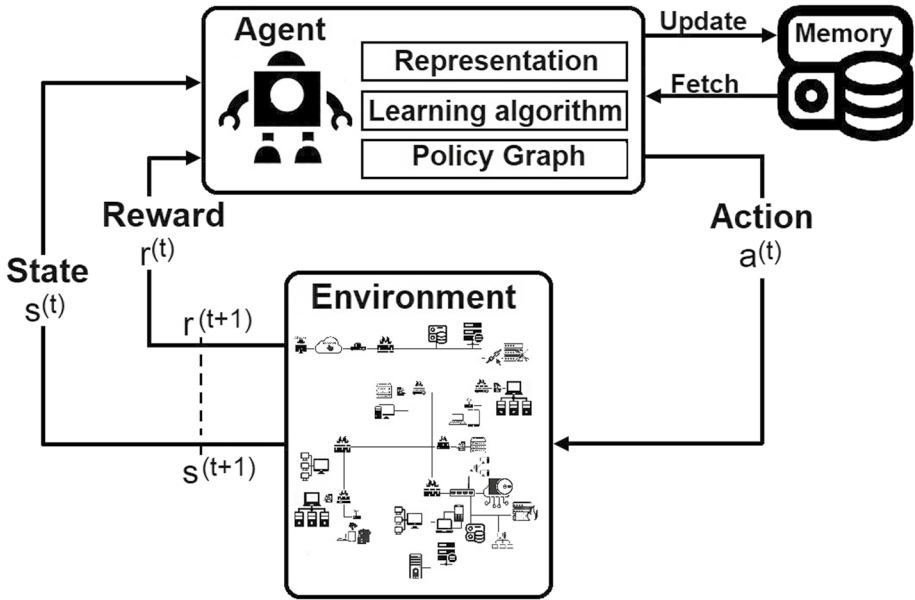 Agent
Representation
Learning algorithm
Policy Graph
Update
Fetch
Memory
Reward
r(t)
State
s(t)
Action
a(t)
Environment
r(t+1)
s(t+1)